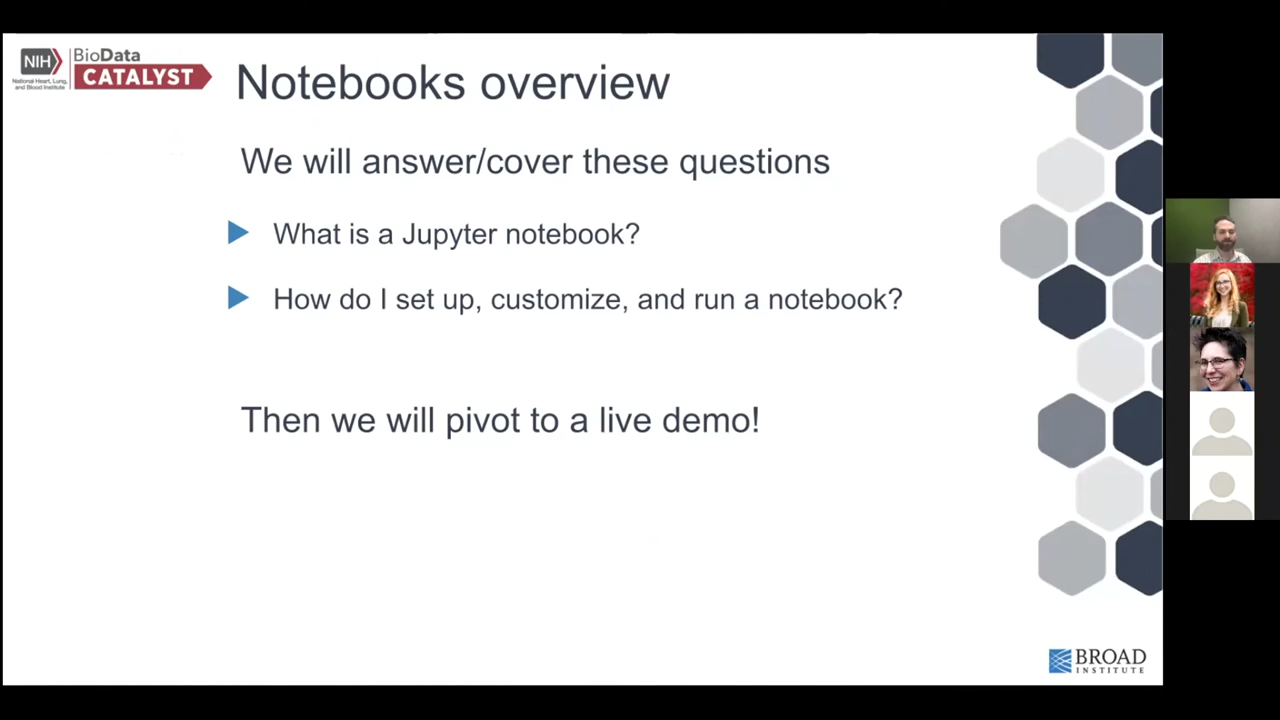 NIH
National Heart, Lung,
and Blood Institute
BioData
CATALYST
Notebooks overview
We will answer/cover these questions
What is a Jupyter notebook?
How do I set up, customize, and run a notebook?
Then we will pivot to a live demo!
BROAD
INSTITUTE